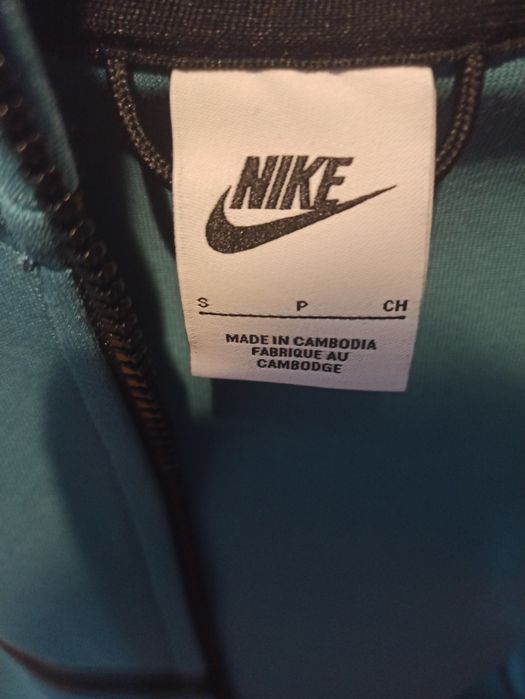 NIKE
S P CH
MADE IN CAMBODIA
FABRIQUE AU
CAMBODGE